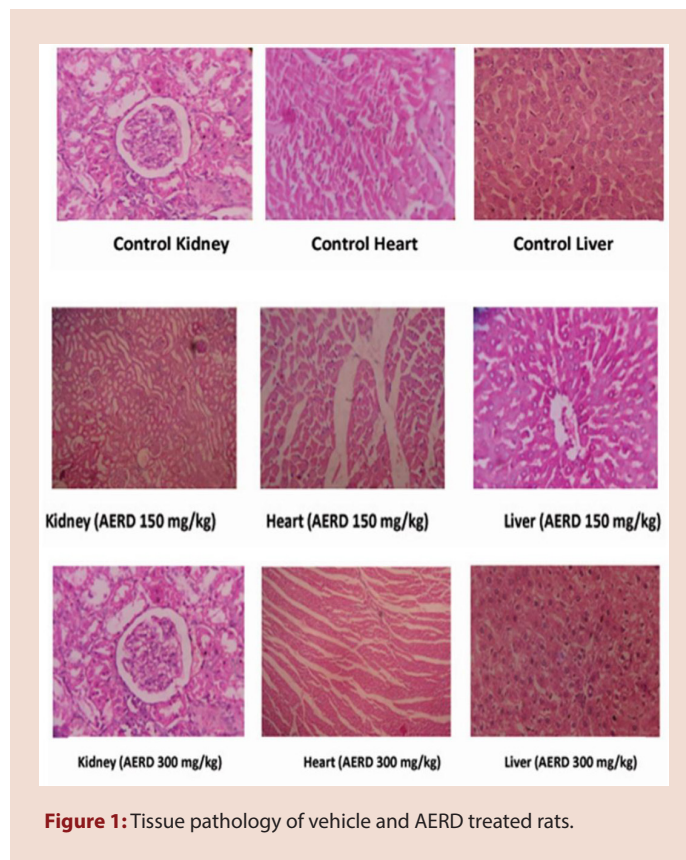 Control Kidney Control Heart Control Liver
Kidney (AERD 150 mg/kg) Heart (AERD 150 mg/kg) Liver (AERD 150 mg/kg)
Kidney (AERD 300 mg/kg) Heart (AERD 300 mg/kg) Liver (AERD 300 mg/kg)
Figure 1: Tissue pathology of vehicle and AERD treated rats.